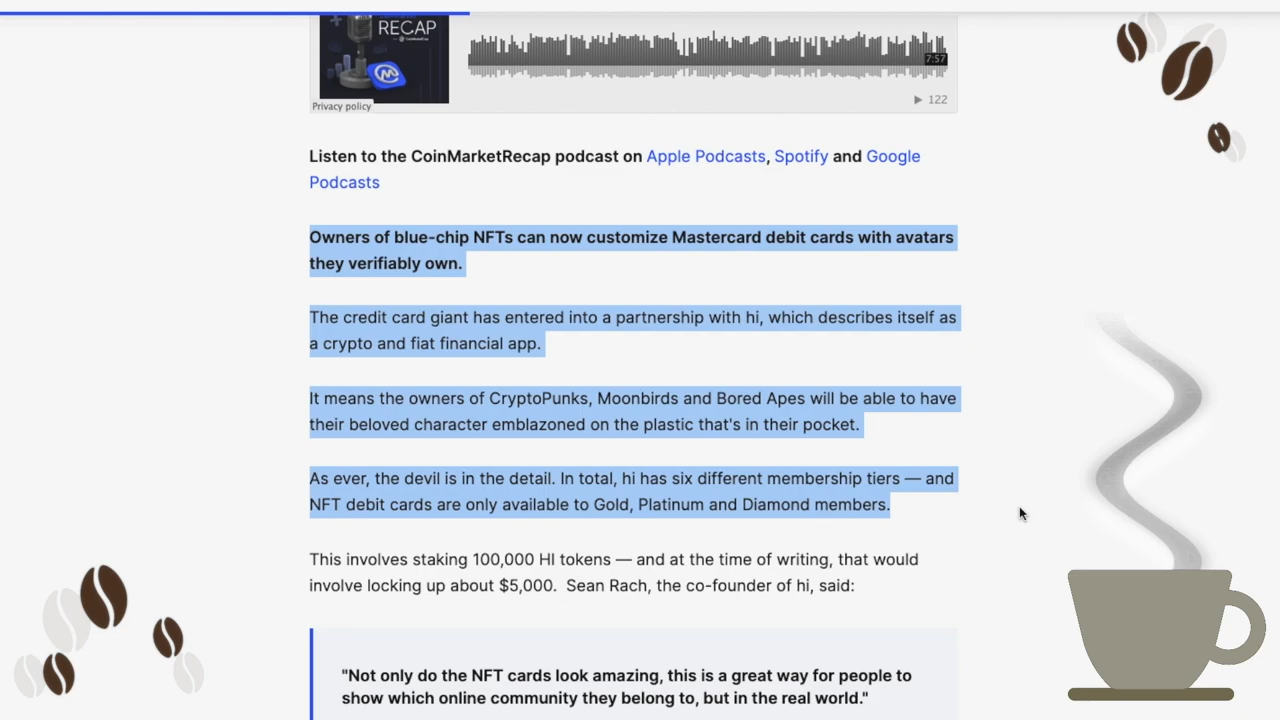 RECAP
CoinMarketCap
7:57
122
Privacy policy
Listen to the CoinMarketRecap podcast on Apple Podcasts, Spotify and Google
Podcasts
Owners of blue-chip NFTs can now customize Mastercard debit cards with avatars
they verifiably own.
The credit card giant has entered into a partnership with hi, which describes itself as
a crypto and fiat financial app.
It means the owners of CryptoPunks, Moonbirds and Bored Apes will be able to have
their beloved character emblazoned on the plastic that's in their pocket.
As ever, the devil is in the detail. In total, hi has six different membership tiers — and
NFT debit cards are only available to Gold, Platinum and Diamond members.
This involves staking 100,000 HI tokens — and at the time of writing, that would
involve locking up about $5,000.  Sean Rach, the co-founder of hi, said:
"Not only do the NFT cards look amazing, this is a great way for people to
show which online community they belong to, but in the real world."